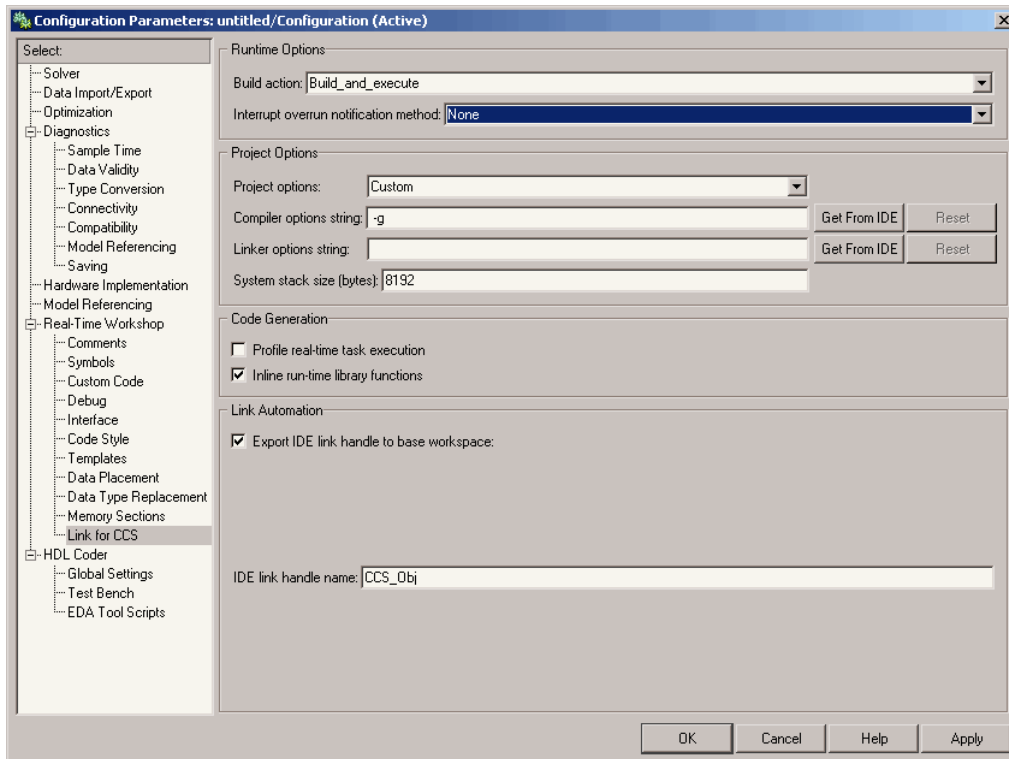 Configuration Parameters: untitled/Configuration (Active)
Select:
Solver
Data Import/Export
Optimization
Diagnostics
Sample Time
Data Validity
Type Conversion
Connectivity
Compatibility
Model Referencing
Saving
Hardware Implementation
Model Referencing
Real-Time Workshop
Comments
Symbols
Custom Code
Debug
Interface
Code Style
Templates
Data Placement
Data Type Replacement
Memory Sections
Link for CCS
HDL Coder
Global Settings
Test Bench
EDA Tool Scripts
Runtime Options
Build action: Build_and_execute
Interrupt overrun notification method: None
Project Options
Project options: Custom
Compiler options string: -g Get From IDE Reset
Linker options string: Get From IDE Reset
System stack size (bytes): 8192
Code Generation
Profile real-time task execution
Inline run-time library functions
Link Automation
Export IDE link handle to base workspace:
IDE link handle name: CCS_Obj
OK Cancel Help Apply